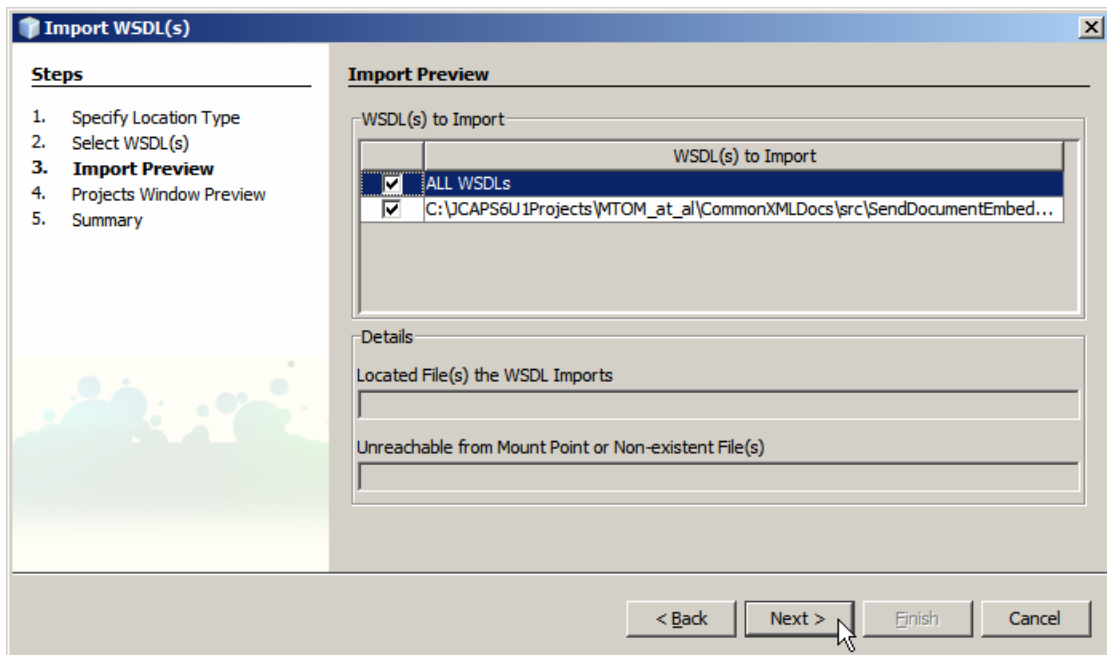 Import WSDL(s)
Steps
1. Specify Location Type
2. Select WSDL(s)
3. Import Preview
4. Projects Window Preview
5. Summary
Import Preview
WSDL(s) to Import
WSDL(s) to Import
ALL WSDLs
C:\JCAPS6U1Projects\MTOM_at_al\CommonXMLDocs\src\SendDocumentEmbed...
Details
Located File(s) the WSDL Imports
Unreachable from Mount Point or Non-existent File(s)
< Back Next > Finish Cancel